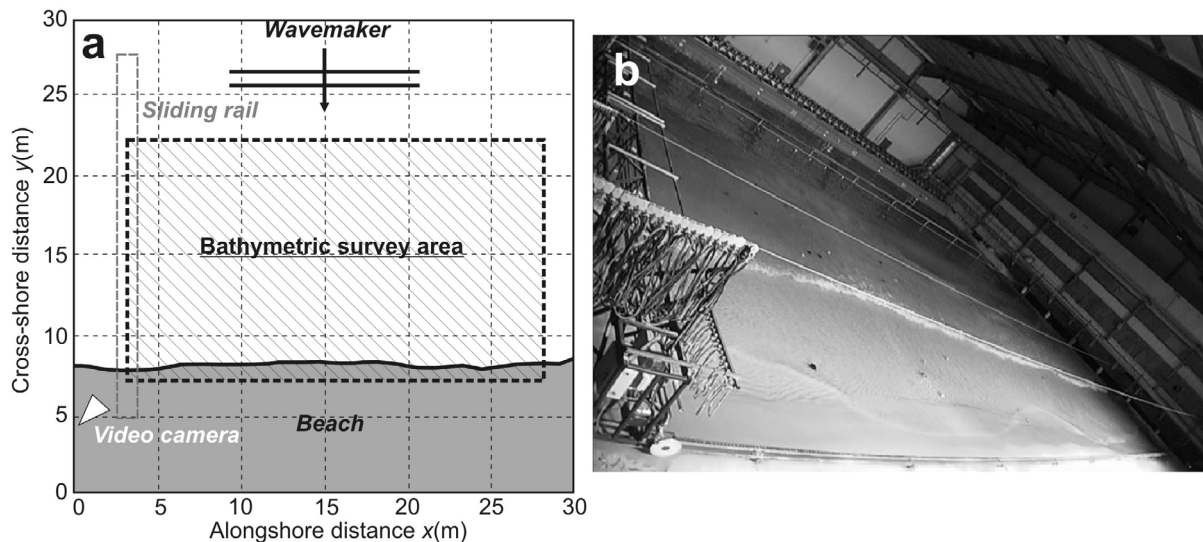 a
Wavemaker
Sliding rail
Bathymetric survey area
Beach
Video camera
30
25
20
15
10
5
0
Cross-shore distance y(m)
0
5
10
15
20
25
30
Alongshore distance x(m)
b